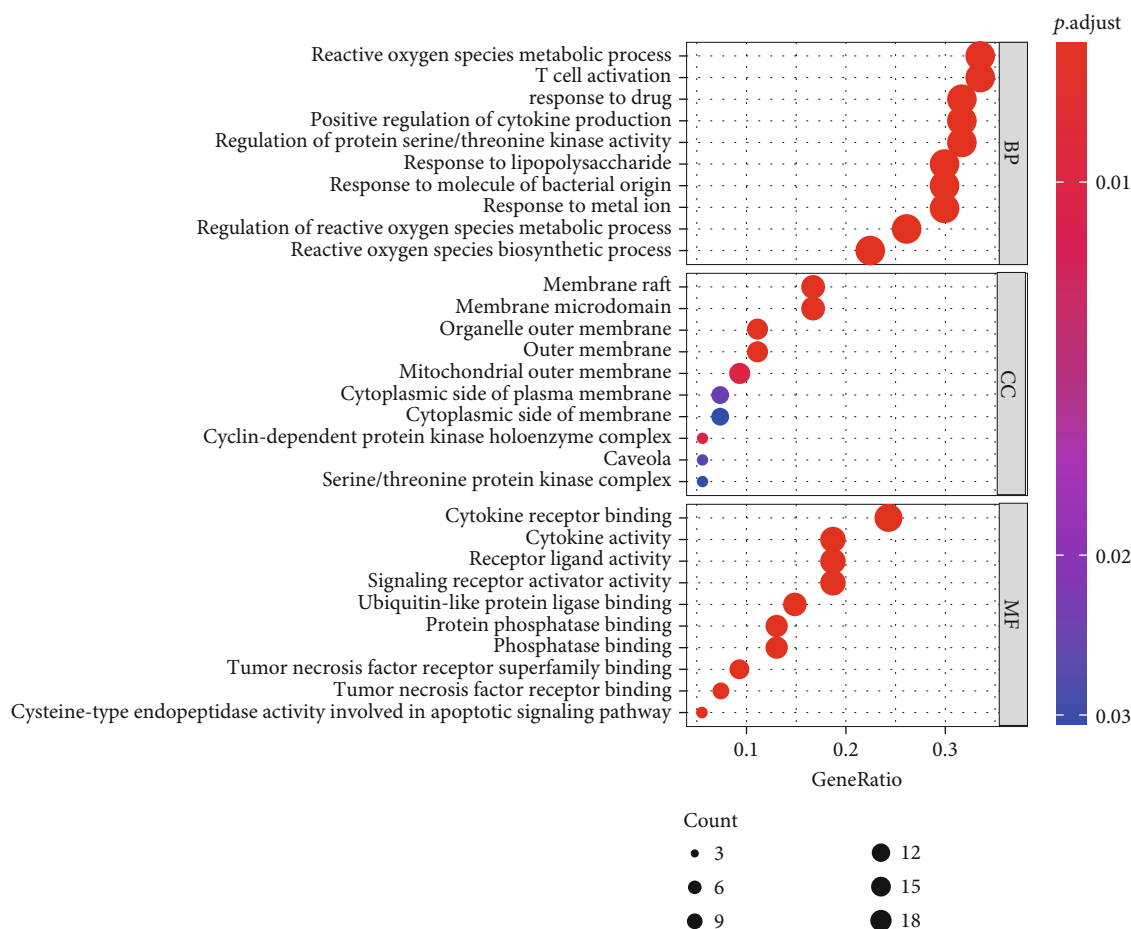 p.adjust
Reactive oxygen species metabolic process
T cell activation
response to drug
Positive regulation of cytokine production
Regulation of protein serine/threonine kinase activity
Response to lipopolysaccharide
Response to molecule of bacterial origin
Response to metal ion
Regulation of reactive oxygen species metabolic process
Reactive oxygen species biosynthetic process
BP
Membrane raft
Membrane microdomain
Organelle outer membrane
Outer membrane
Mitochondrial outer membrane
Cytoplasmic side of plasma membrane
Cytoplasmic side of membrane
Cyclin-dependent protein kinase holoenzyme complex
Caveola
Serine/threonine protein kinase complex
CC
Cytokine receptor binding
Cytokine activity
Receptor ligand activity
Signaling receptor activator activity
Ubiquitin-like protein ligase binding
Protein phosphatase binding
Phosphatase binding
Tumor necrosis factor receptor superfamily binding
Tumor necrosis factor receptor binding
Cysteine-type endopeptidase activity involved in apoptotic signaling pathway
MF
0.01
0.02
0.03
0.1 0.2 0.3
GeneRatio
Count
3 12
6 15
9 18